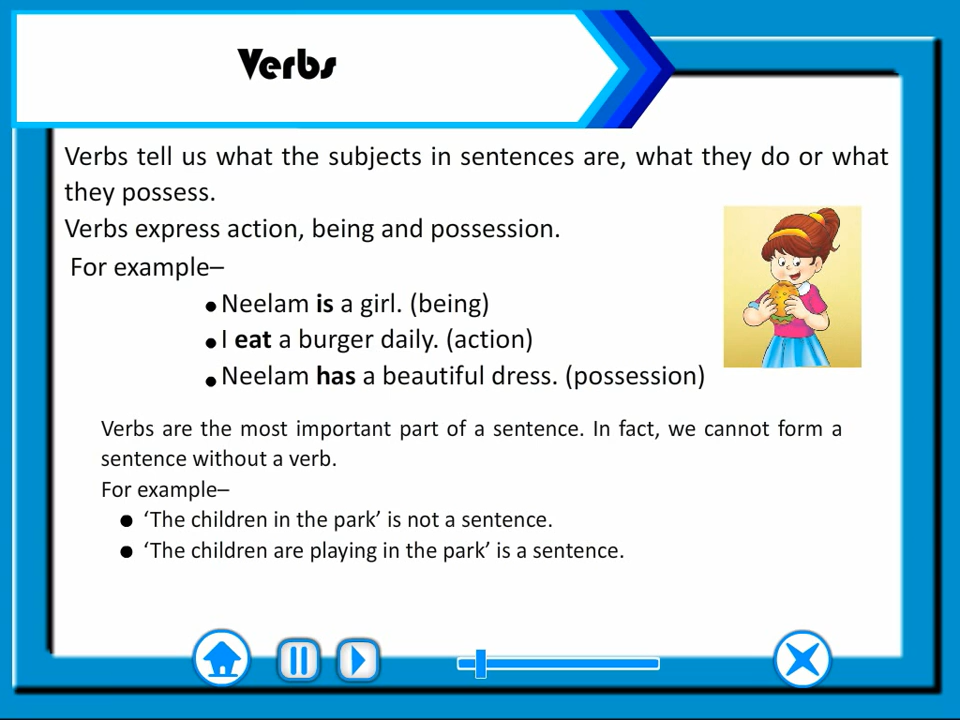 Verbs
Verbs tell us what the subjects in sentences are, what they do or what
they possess.
Verbs express action, being and possession.
For example–
●Neelam is a girl. (being)
●I eat a burger daily. (action)
●Neelam has a beautiful dress. (possession)
Verbs are the most important part of a sentence. In fact, we cannot form a
sentence without a verb.
For example–
● ‘The children in the park’ is not a sentence.
● ‘The children are playing in the park’ is a sentence.